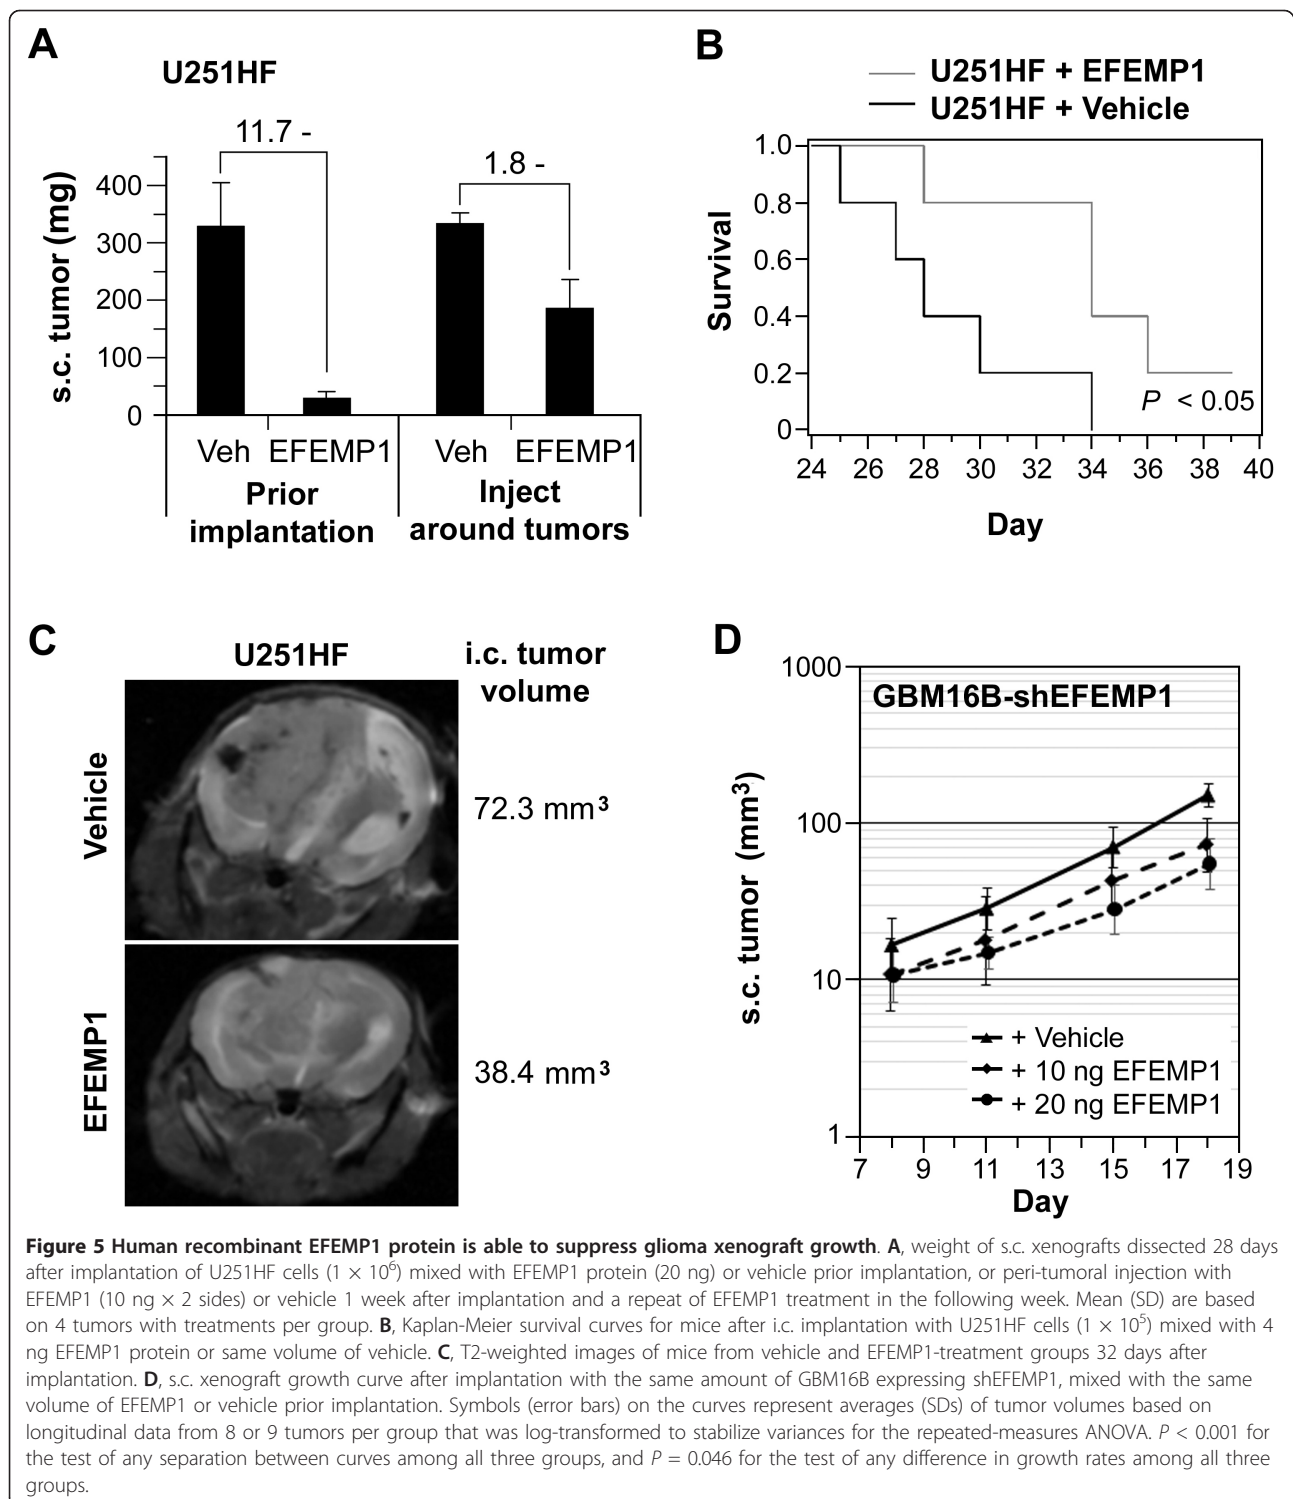 A
U251HF
11.7 -
1.8 -
s.c. tumor (mg)
400
300
200
100
0
Veh EFEMP1 Veh EFEMP1
Prior
implantation
Inject
around tumors
B
U251HF + EFEMP1
U251HF + Vehicle
Survival
1.0
0.8
0.6
0.4
0.2
0
P < 0.05
24 26 28 30 32 34 36 38 40
Day
C
U251HF
i.c. tumor
volume
Vehicle
72.3 mm³
EFEMP1
38.4 mm³
D
GBM16B-shEFEMP1
s.c. tumor (mm³)
1000
100
10
1
+ Vehicle
+ 10 ng EFEMP1
+ 20 ng EFEMP1
7 9 11 13 15 17 19
Day
Figure 5 Human recombinant EFEMP1 protein is able to suppress glioma xenograft growth. A, weight of s.c. xenografts dissected 28 days
after implantation of U251HF cells (1 × 10⁶) mixed with EFEMP1 protein (20 ng) or vehicle prior implantation, or peri-tumoral injection with
EFEMP1 (10 ng × 2 sides) or vehicle 1 week after implantation and a repeat of EFEMP1 treatment in the following week. Mean (SD) are based
on 4 tumors with treatments per group. B, Kaplan-Meier survival curves for mice after i.c. implantation with U251HF cells (1 × 10⁵) mixed with 4
ng EFEMP1 protein or same volume of vehicle. C, T2-weighted images of mice from vehicle and EFEMP1-treatment groups 32 days after
implantation. D, s.c. xenograft growth curve after implantation with the same amount of GBM16B expressing shEFEMP1, mixed with the same
volume of EFEMP1 or vehicle prior implantation. Symbols (error bars) on the curves represent averages (SDs) of tumor volumes based on
longitudinal data from 8 or 9 tumors per group that was log-transformed to stabilize variances for the repeated-measures ANOVA. P < 0.001 for
the test of any separation between curves among all three groups, and P = 0.046 for the test of any difference in growth rates among all three
groups.